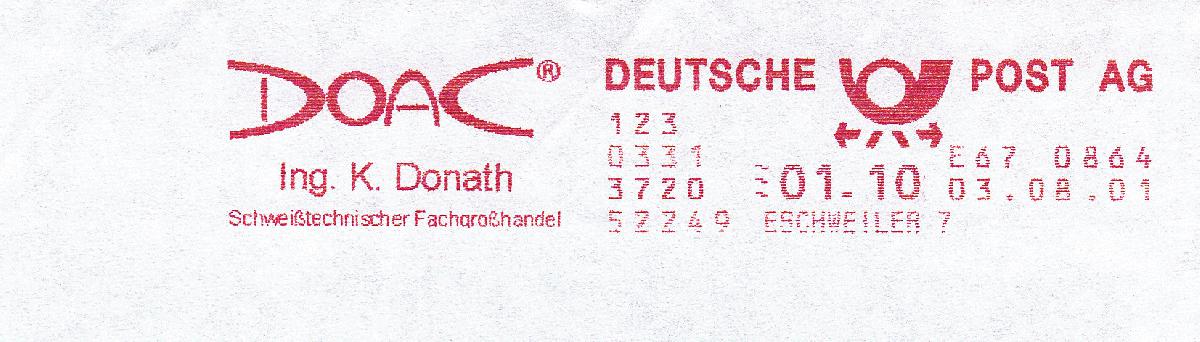 DOAC®
Ing. K. Donath
Schweißtechnischer Fachgroßhandel
DEUTSCHE POST AG
123
0331
3720 01.10
E67 0864
03.08.01
52249 ESCHWEILER 7